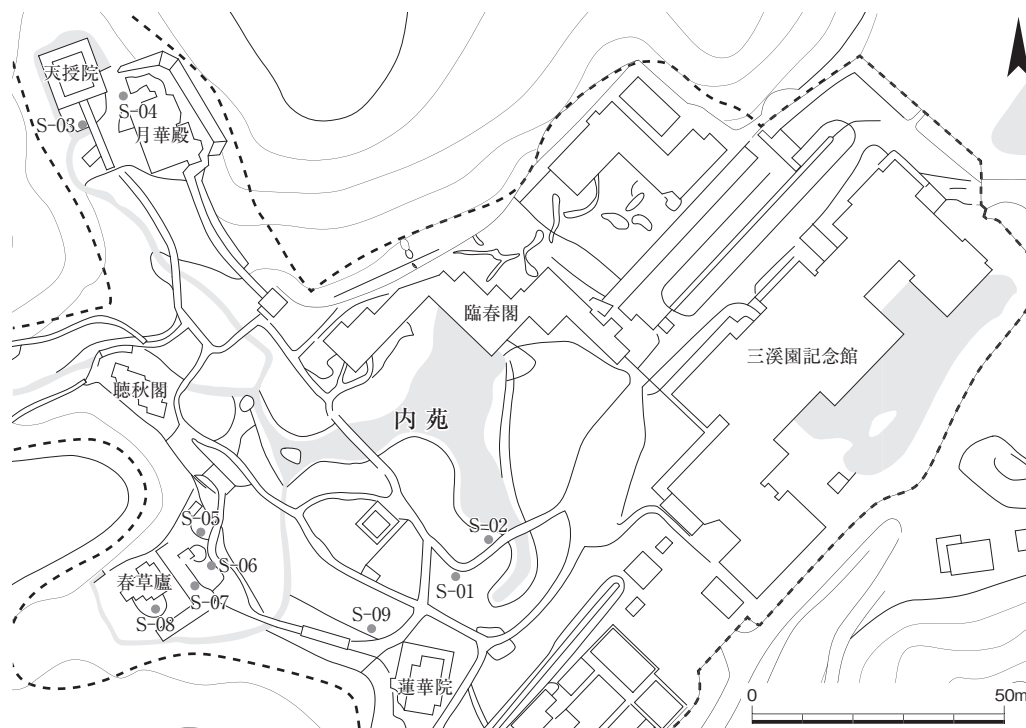 天授院
S-04
S-03
月華殿
臨春閣
三溪園記念館
聴秋閣
内苑
S-05
S-02
S-06
春草廬
S-07
S-01
S-08
S-09
蓮華院
0
50m